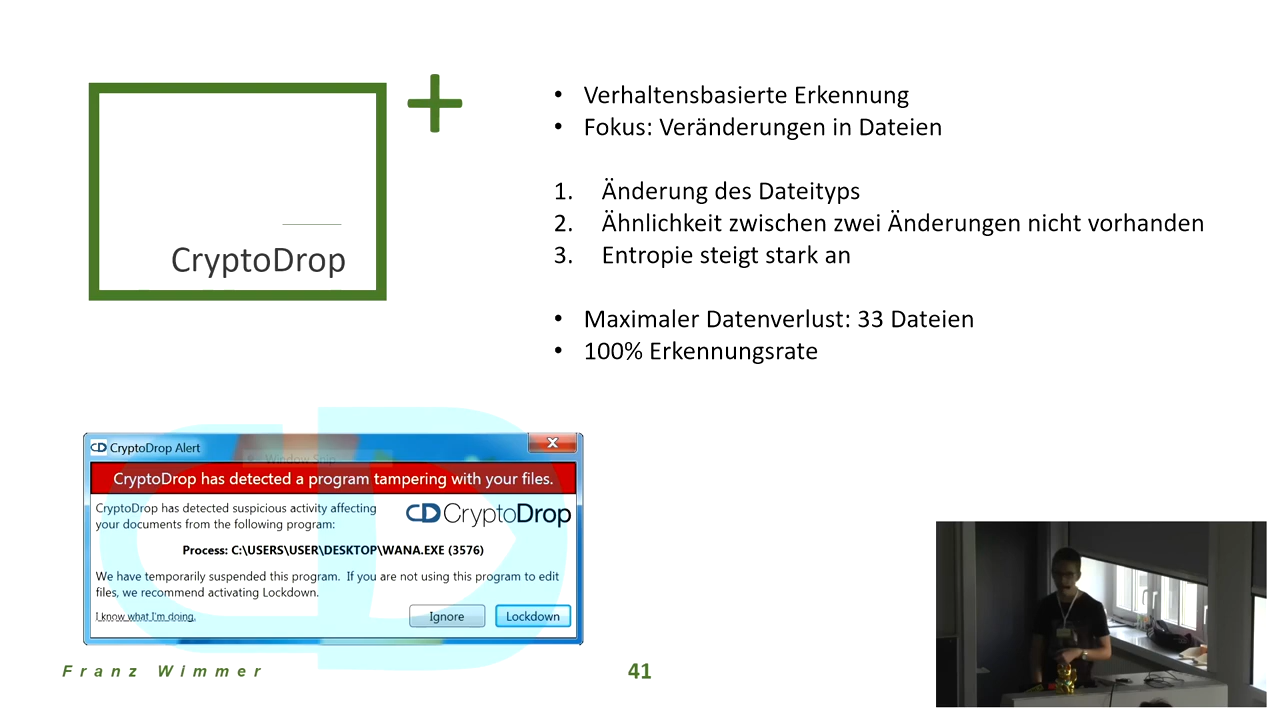 CryptoDrop
• Verhaltensbasierte Erkennung
• Fokus: Veränderungen in Dateien
1. Änderung des Dateityps
2. Ähnlichkeit zwischen zwei Änderungen nicht vorhanden
3. Entropie steigt stark an
• Maximaler Datenverlust: 33 Dateien
• 100% Erkennungsrate
CryptoDrop Alert
Window Snip
CryptoDrop has detected a program tampering with your files.
CryptoDrop has detected suspicious activity affecting
your documents from the following program:
CD CryptoDrop
Process: C:\USERS\USER\DESKTOP\WANA.EXE (3576)
We have temporarily suspended this program. If you are not using this program to edit
files, we recommend activating Lockdown.
I know what I'm doing.
Ignore
Lockdown
Franz Wimmer
41